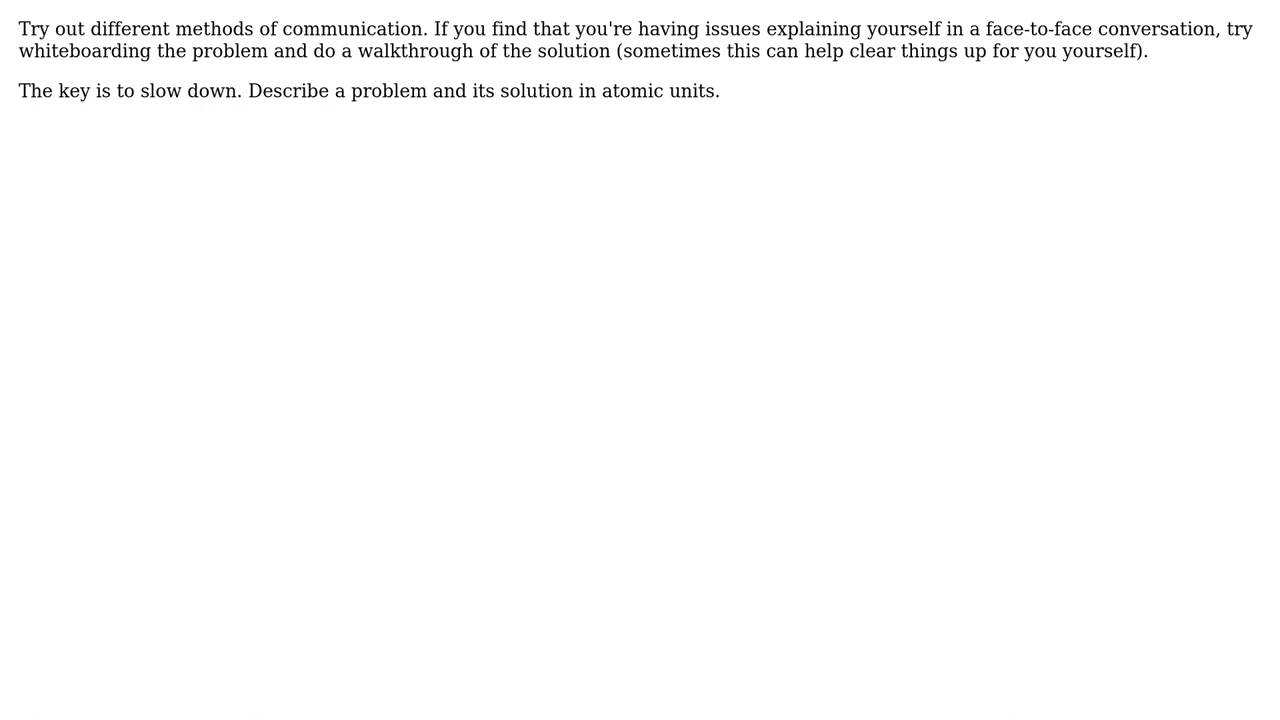 Try out different methods of communication. If you find that you're having issues explaining yourself in a face-to-face conversation, try
whiteboarding the problem and do a walkthrough of the solution (sometimes this can help clear things up for you yourself).
The key is to slow down. Describe a problem and its solution in atomic units.